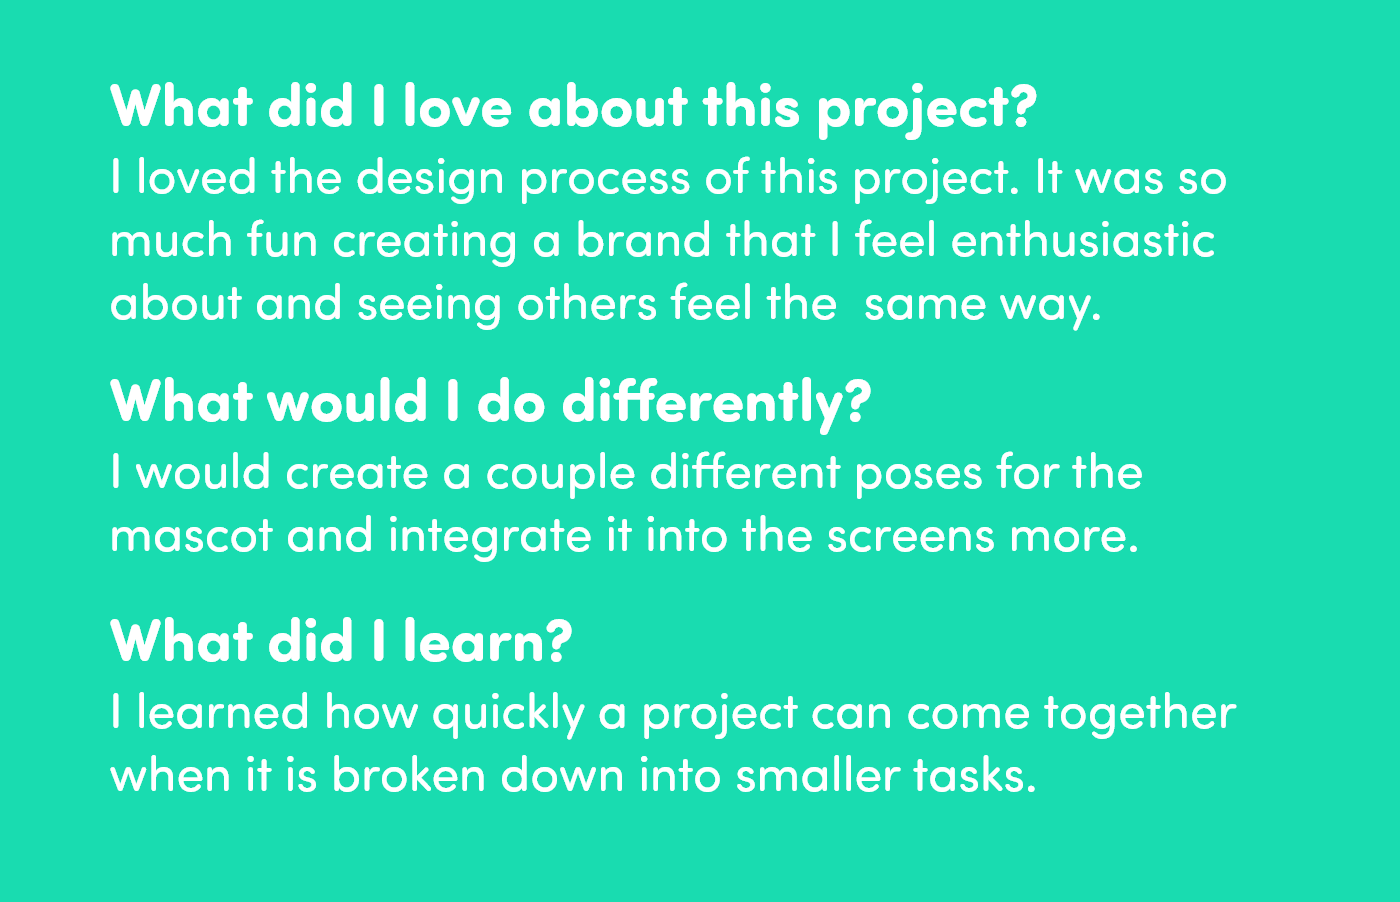 What did I love about this project?
I loved the design process of this project. It was so
much fun creating a brand that I feel enthusiastic
about and seeing others feel the  same way.
What would I do differently?
I would create a couple different poses for the
mascot and integrate it into the screens more.
What did I learn?
I learned how quickly a project can come together
when it is broken down into smaller tasks.